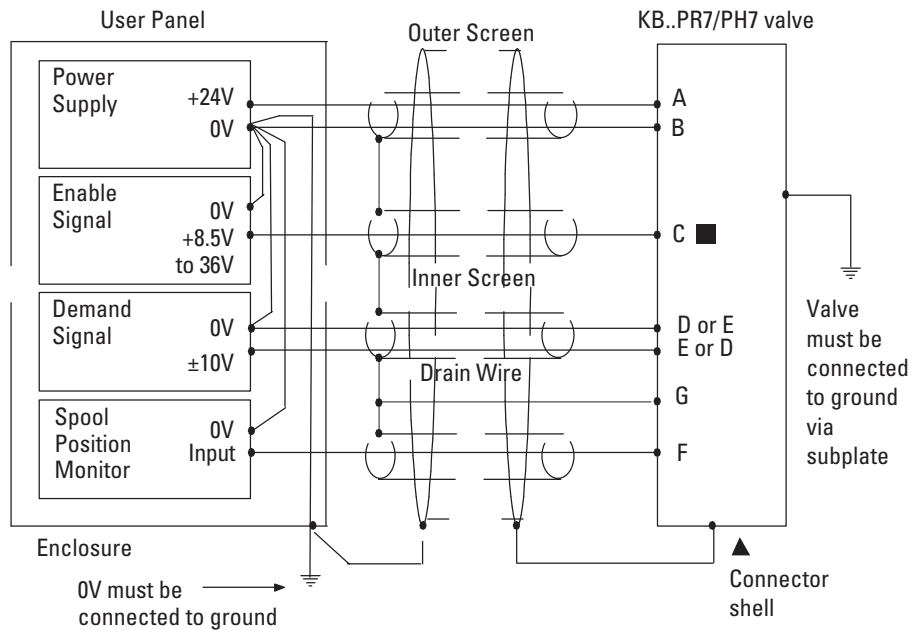 User Panel
Outer Screen
KB..PR7/PH7 valve
Power
Supply
+24V
0V
A
B
Enable
Signal
0V
+8.5V
to 36V
C
Inner Screen
Demand
Signal
0V
±10V
D or E
E or D
Drain Wire
G
Spool
Position
Monitor
0V
Input
F
Valve
must be
connected
to ground
via
subplate
Enclosure
0V must be
connected to ground
Connector
shell